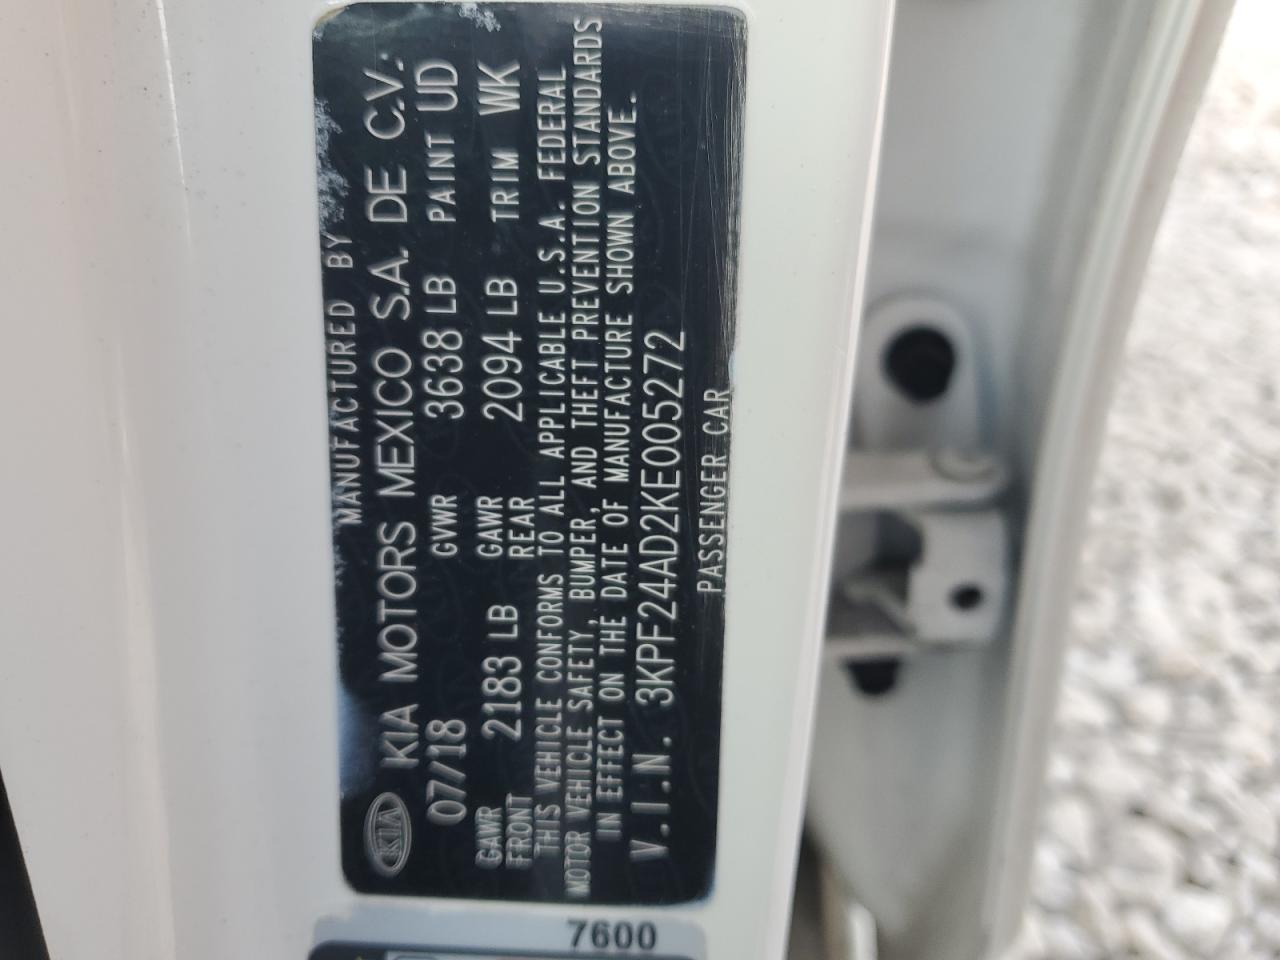 MANUFACTURED BY
KIA KIA MOTORS MEXICO S.A. DE C.V.
07/18 GVWR 3638 LB PAINT UD
GAWR FRONT 2183 LB GAWR REAR 2094 LB TRIM WK
THIS VEHICLE CONFORMS TO ALL APPLICABLE U.S.A. FEDERAL
MOTOR VEHICLE SAFETY, BUMPER, AND THEFT PREVENTION STANDARDS
IN EFFECT ON THE DATE OF MANUFACTURE SHOWN ABOVE.
V.I.N. 3KPF24AD2KE005272
PASSENGER CAR
7600